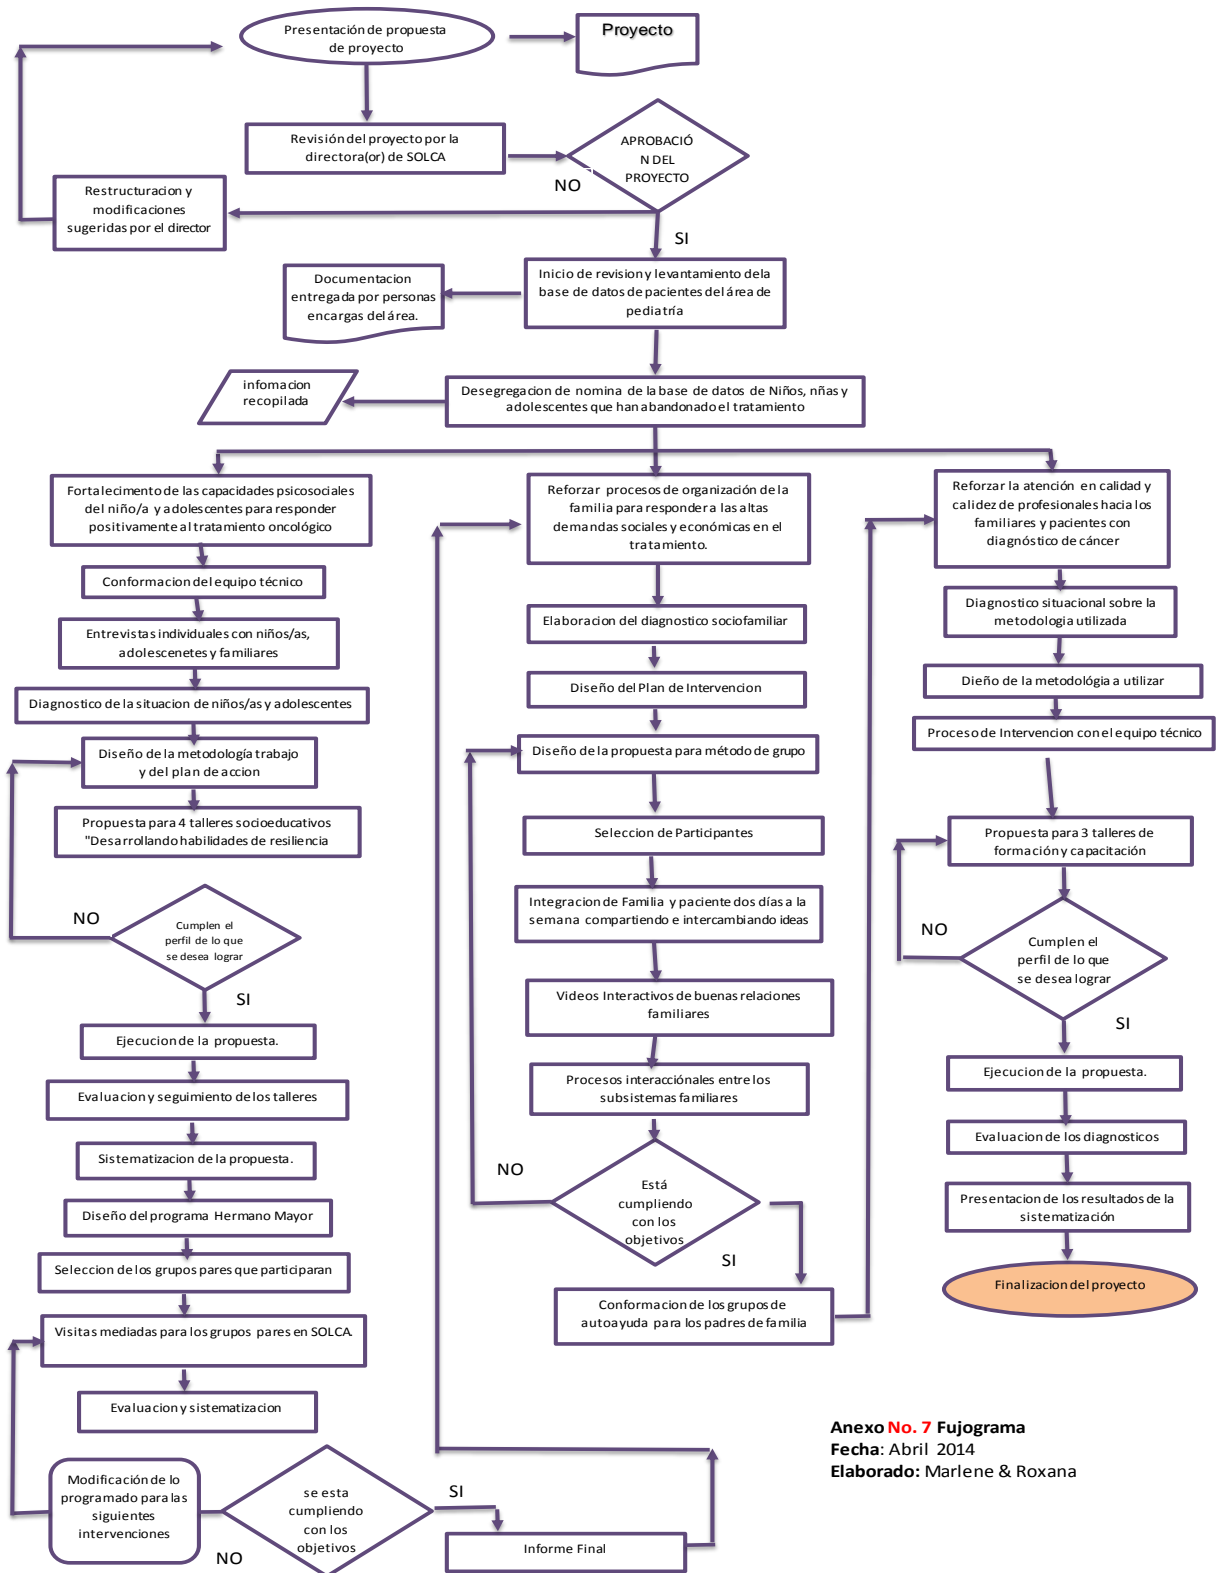 Presentación de propuesta
de proyecto
Proyecto
Revisión del proyecto por la
directora(or) de SOLCA
APROBACIÓ
N DEL
PROYECTO
NO
Restructuracion y
modificaciones
sugeridas por el director
SI
Inicio de revision y levantamiento dela
base de datos de pacientes del área de
pediatría
Documentacion
entregada por personas
encargas del área.
infomacion
recopilada
Desegregacion de nomina de la base de datos de Niños, nñas y
adolescentes que han abandonado el tratamiento
Fortalecimento de las capacidades psicosociales
del niño/a y adolescentes para responder
positivamente al tratamiento oncológico
Conformacion del equipo técnico
Entrevistas individuales con niños/as,
adolescenetes y familiares
Diagnostico de la situacion de niños/as y adolescentes
Diseño de la metodología trabajo
y del plan de accion
Propuesta para 4 talleres socioeducativos
"Desarrollando habilidades de resiliencia
NO
Cumplen el
perfil de lo que
se desea lograr
SI
Ejecucion de la propuesta.
Evaluacion y seguimiento de los talleres
Sistematizacion de la propuesta.
Diseño del programa Hermano Mayor
Seleccion de los grupos pares que participaran
Visitas mediadas para los grupos pares en SOLCA.
Evaluacion y sistematizacion
Modificación de lo
programado para las
siguientes
intervenciones
NO
se esta
cumpliendo
con los
objetivos
SI
Informe Final
Reforzar procesos de organización de la
familia para responder a las altas
demandas sociales y económicas en el
tratamiento.
Elaboracion del diagnostico sociofamiliar
Diseño del Plan de Intervencion
Diseño de la propuesta para método de grupo
Seleccion de Participantes
Integracion de Familia y paciente dos días a la
semana compartiendo e intercambiando ideas
Videos Interactivos de buenas relaciones
familiares
Procesos interacciónales entre los
subsistemas familiares
NO
Está
cumpliendo
con los
objetivos
SI
Conformacion de los grupos de
autoayuda para los padres de familia
Reforzar la atención en calidad y
calidez de profesionales hacia los
familiares y pacientes con
diagnóstico de cáncer
Diagnostico situacional sobre la
metodologia utilizada
Dieño de la metodológia a utilizar
Proceso de Intervencion con el equipo técnico
Propuesta para 3 talleres de
formación y capacitación
NO
Cumplen el
perfil de lo que
se desea lograr
SI
Ejecucion de la propuesta.
Evaluacion de los diagnosticos
Presentacion de los resultados de la
sistematización
Finalizacion del proyecto
Anexo No. 7 Fujograma
Fecha: Abril 2014
Elaborado: Marlene & Roxana